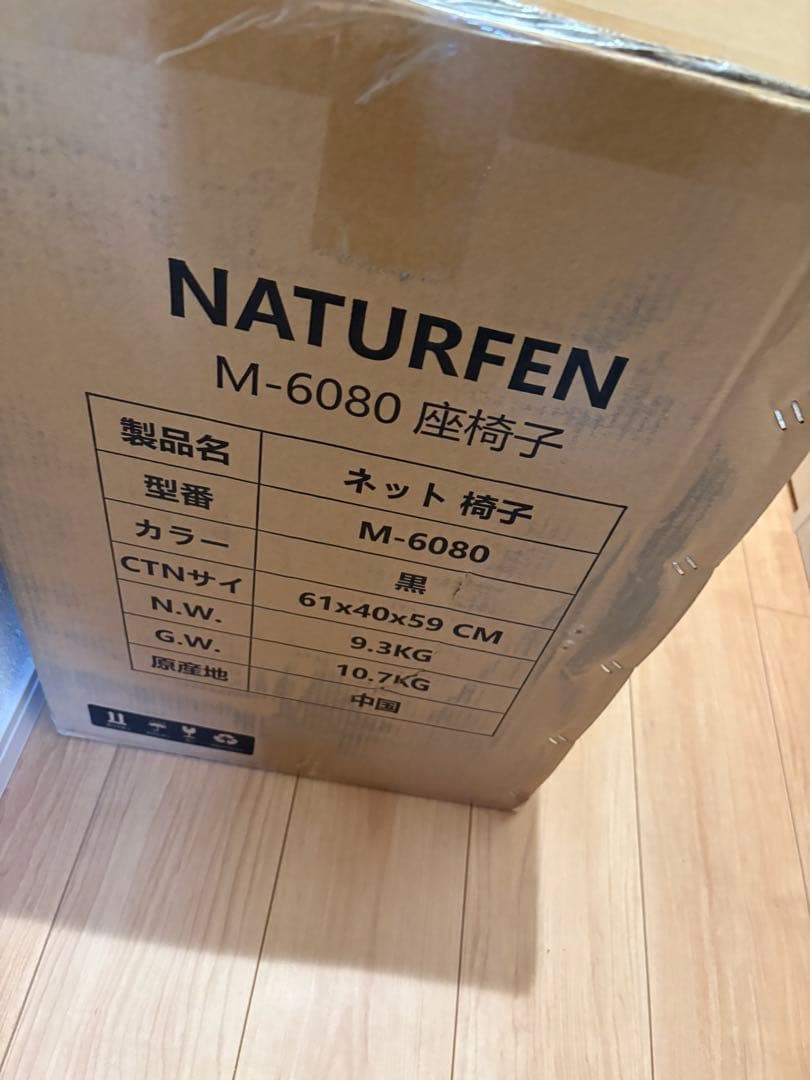 NATURFEN
M-6080 座椅子
製品名 ネット 椅子
型番 M-6080
カラー 黒
CTNサイ 61x40x59 CM
N.W. 9.3KG
G.W. 10.7KG
原産地 中国